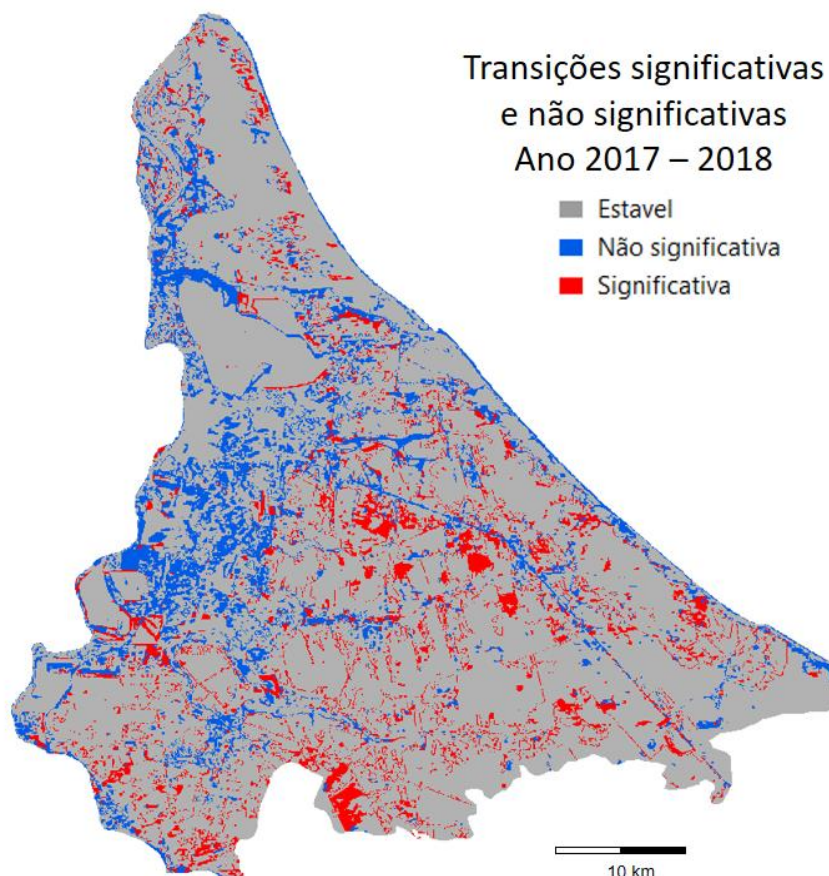 Transições significativas
e não significativas
Ano 2017 – 2018
Estavel
Não significativa
Significativa
10 km